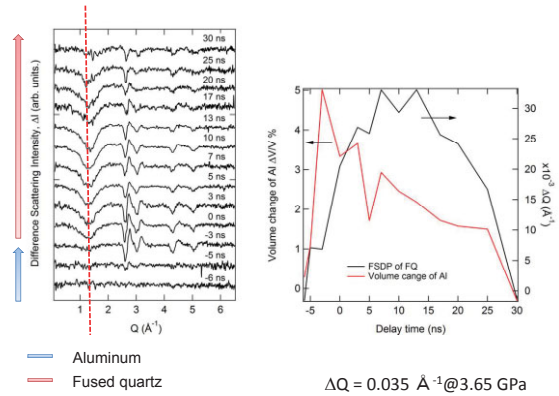 Difference Scattering Intensity, ΔI (arb. units.)
30 ns
25 ns
20 ns
17 ns
13 ns
10 ns
7 ns
5 ns
3 ns
0 ns
-3 ns
-5 ns
-6 ns
1 2 3 4 5 6
Q (Å⁻¹)
Aluminum
Fused quartz
Volume change of Al ΔV/V %
5
4
3
2
1
0
30
20
10
0
x10⁻³ ΔQ (Å⁻¹)
FSDP of FQ
Volume cange of Al
-5 0 5 10 15 20 25 30
Delay time (ns)
ΔQ = 0.035 Å⁻¹@3.65 GPa